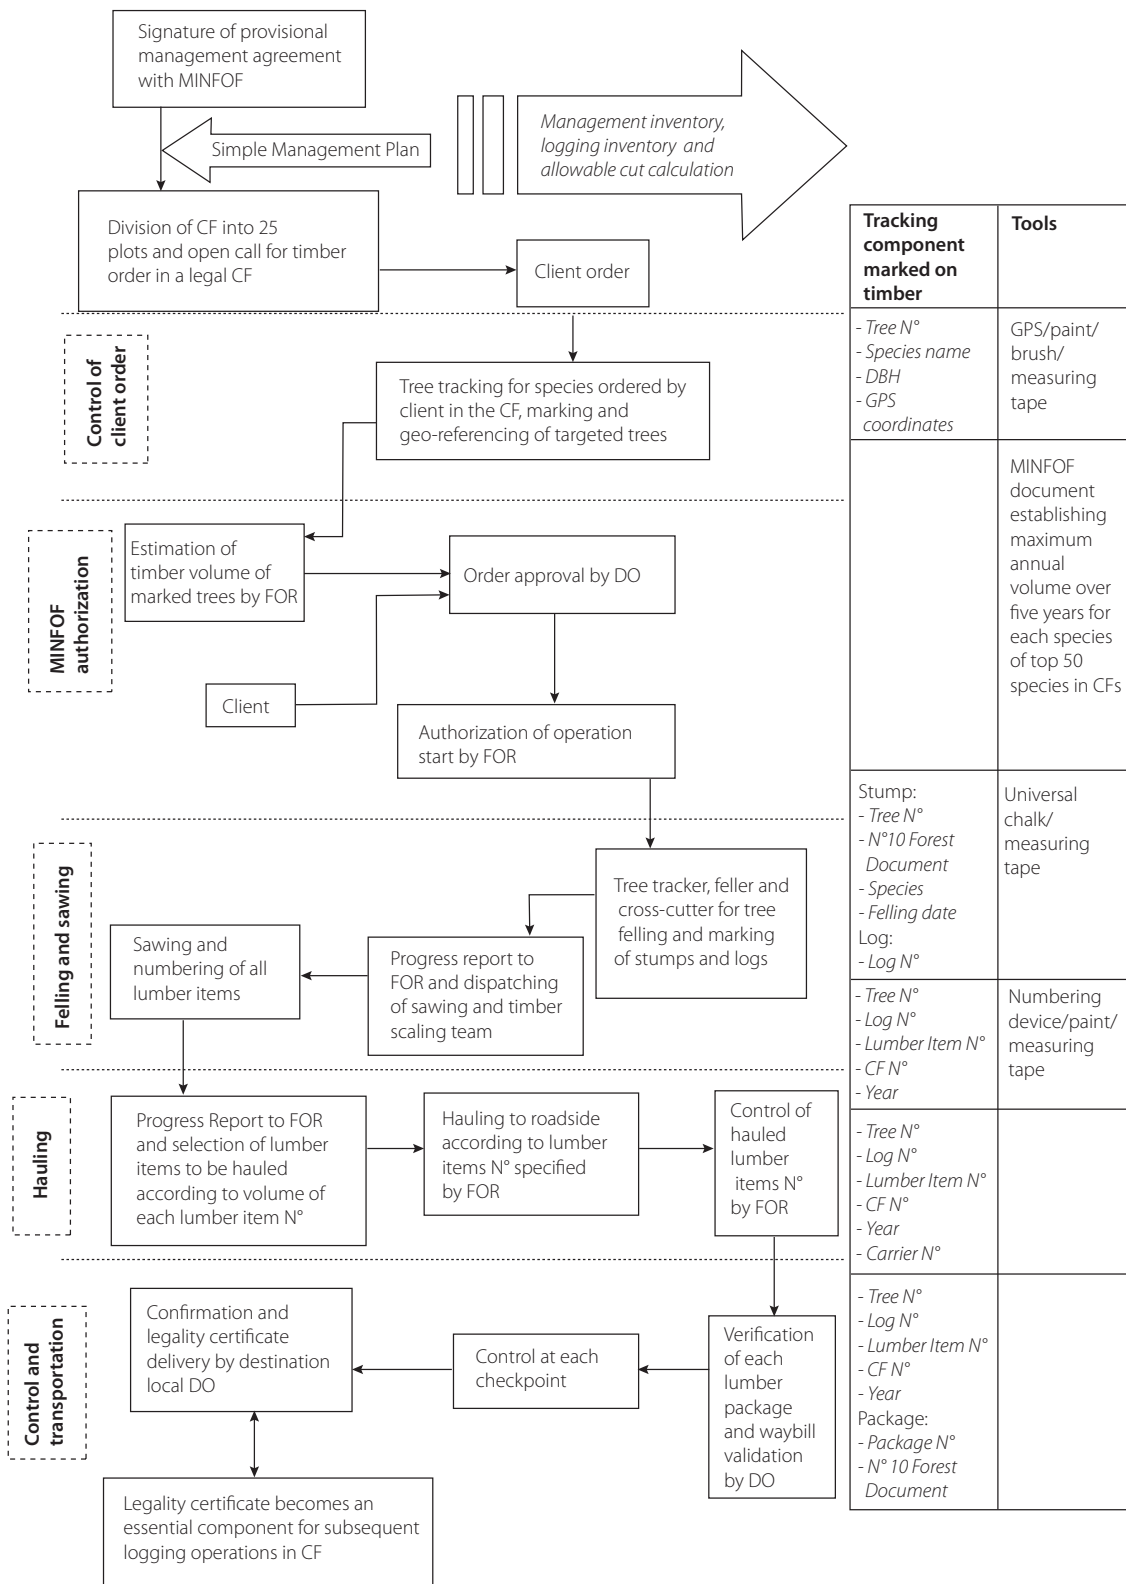 Signature of provisional
management agreement
with MINFOF
Simple Management Plan
Management inventory,
logging inventory and
allowable cut calculation
Division of CF into 25
plots and open call for timber
order in a legal CF
Client order
Control of
client order
Tree tracking for species ordered by
client in the CF, marking and
geo-referencing of targeted trees
MINFOF
authorization
Estimation of
timber volume of
marked trees by FOR
Order approval by DO
Client
Authorization of operation
start by FOR
Felling and sawing
Tree tracker, feller and
cross-cutter for tree
felling and marking
of stumps and logs
Progress report to
FOR and dispatching
of sawing and timber
scaling team
Sawing and
numbering of all
lumber items
Hauling
Progress Report to FOR
and selection of lumber
items to be hauled
according to volume of
each lumber item N°
Hauling to roadside
according to lumber
items N° specified
by FOR
Control of
hauled
lumber
items N°
by FOR
Control and
transportation
Verification
of each
lumber
package
and waybill
validation
by DO
Control at each
checkpoint
Confirmation and
legality certificate
delivery by destination
local DO
Legality certificate becomes an
essential component for subsequent
logging operations in CF
Tracking
component
marked on
timber
Tools
- Tree N°
- Species name
- DBH
- GPS
coordinates
GPS/paint/
brush/
measuring
tape
MINFOF
document
establishing
maximum
annual
volume over
five years for
each species
of top 50
species in CFs
Stump:
- Tree N°
- N°10 Forest
Document
- Species
- Felling date
Log:
- Log N°
Universal
chalk/
measuring
tape
- Tree N°
- Log N°
- Lumber Item N°
- CF N°
- Year
Numbering
device/paint/
measuring
tape
- Tree N°
- Log N°
- Lumber Item N°
- CF N°
- Year
- Carrier N°
- Tree N°
- Log N°
- Lumber Item N°
- CF N°
- Year
Package:
- Package N°
- N° 10 Forest
Document